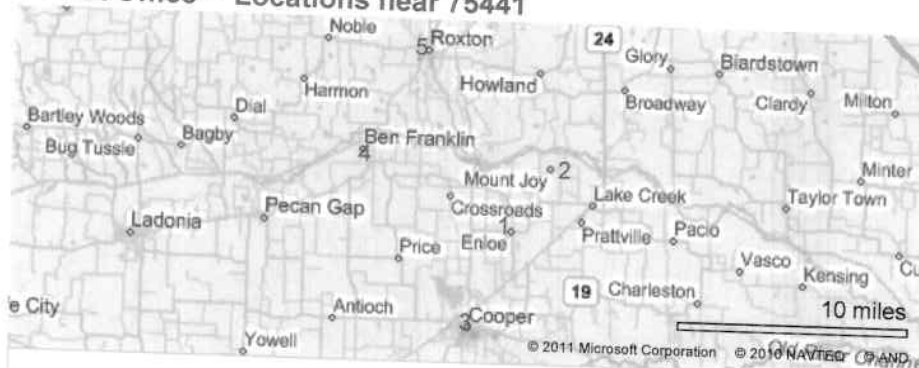 Locations near 75441
Noble
5 Roxton
24
Glory
Biardstown
Harmon
Howland
Broadway
Clardy
Milton
Bartley Woods
Dial
Bug Tussle
Bagby
Ben Franklin
4
Mount Joy
2
Minter
Lake Creek
Taylor Town
Ladonia
Pecan Gap
Crossroads
1
Enloe
Prattville
Pacio
Price
Vasco
Kensing
19
Charleston
e City
Antioch
3 Cooper
10 miles
Yowell
© 2011 Microsoft Corporation © 2010 NAVTEQ © AND